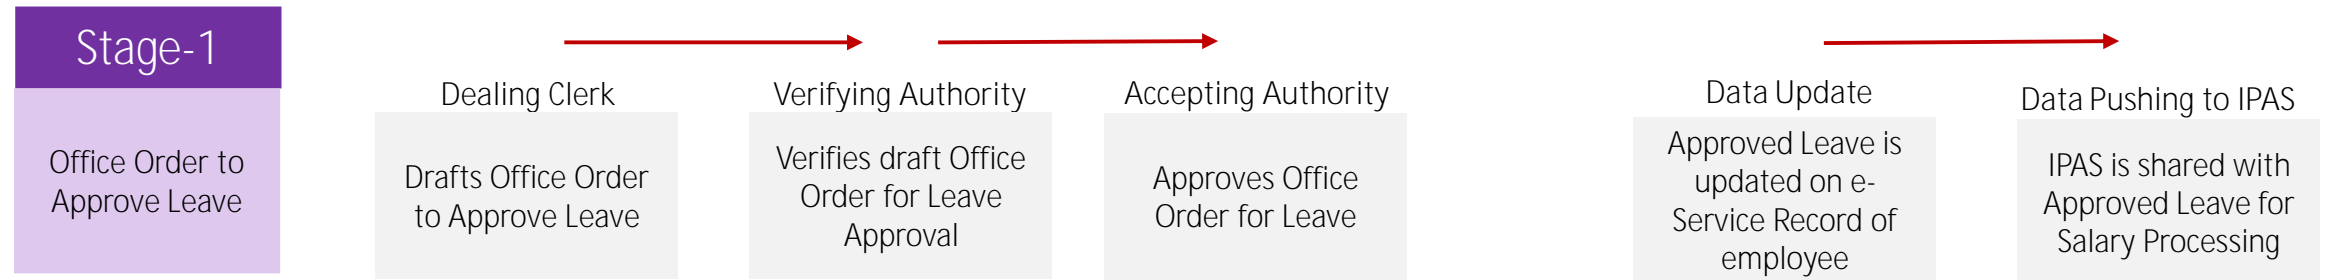 Stage-1
Office Order to
Approve Leave
Dealing Clerk
Drafts Office Order
to Approve Leave
Verifying Authority
Verifies draft Office
Order for Leave
Approval
Accepting Authority
Approves Office
Order for Leave
Data Update
Approved Leave is
updated on e-
Service Record of
employee
Data Pushing to IPAS
IPAS is shared with
Approved Leave for
Salary Processing